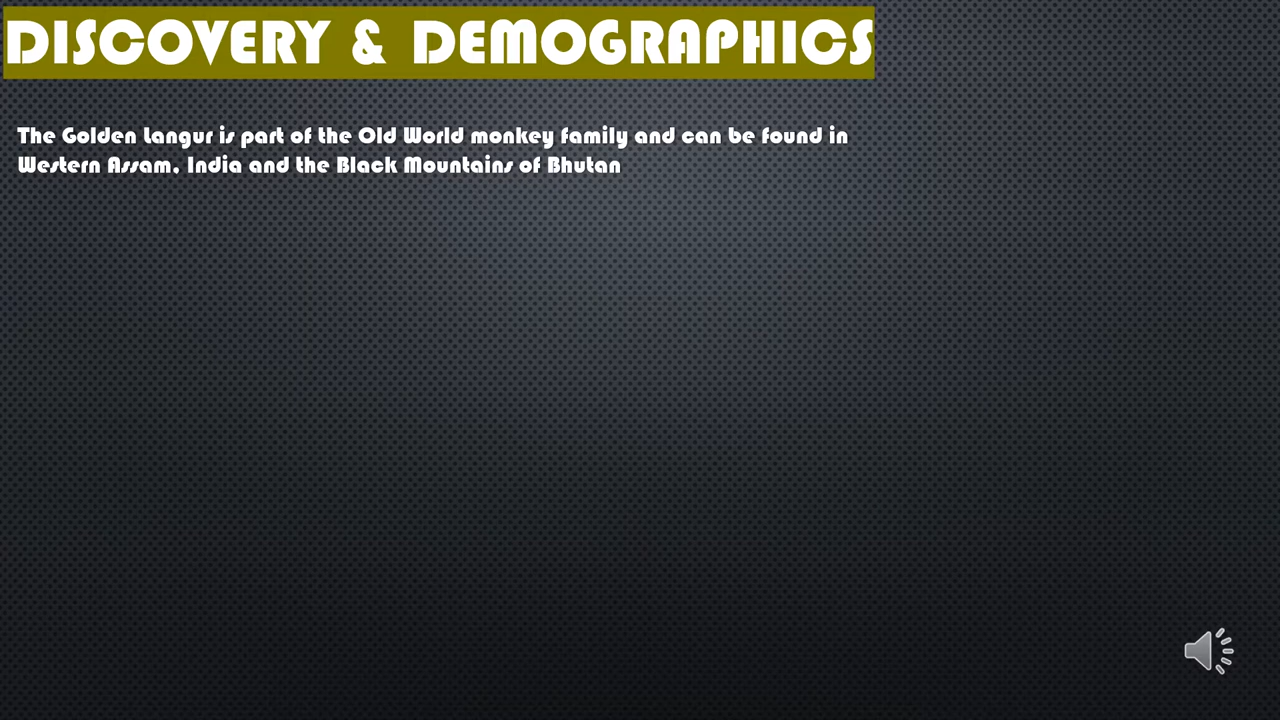 DISCOVERY & DEMOGRAPHICS
The Golden Langur is part of the Old World monkey family and can be found in
Western Assam, India and the Black Mountains of Bhutan